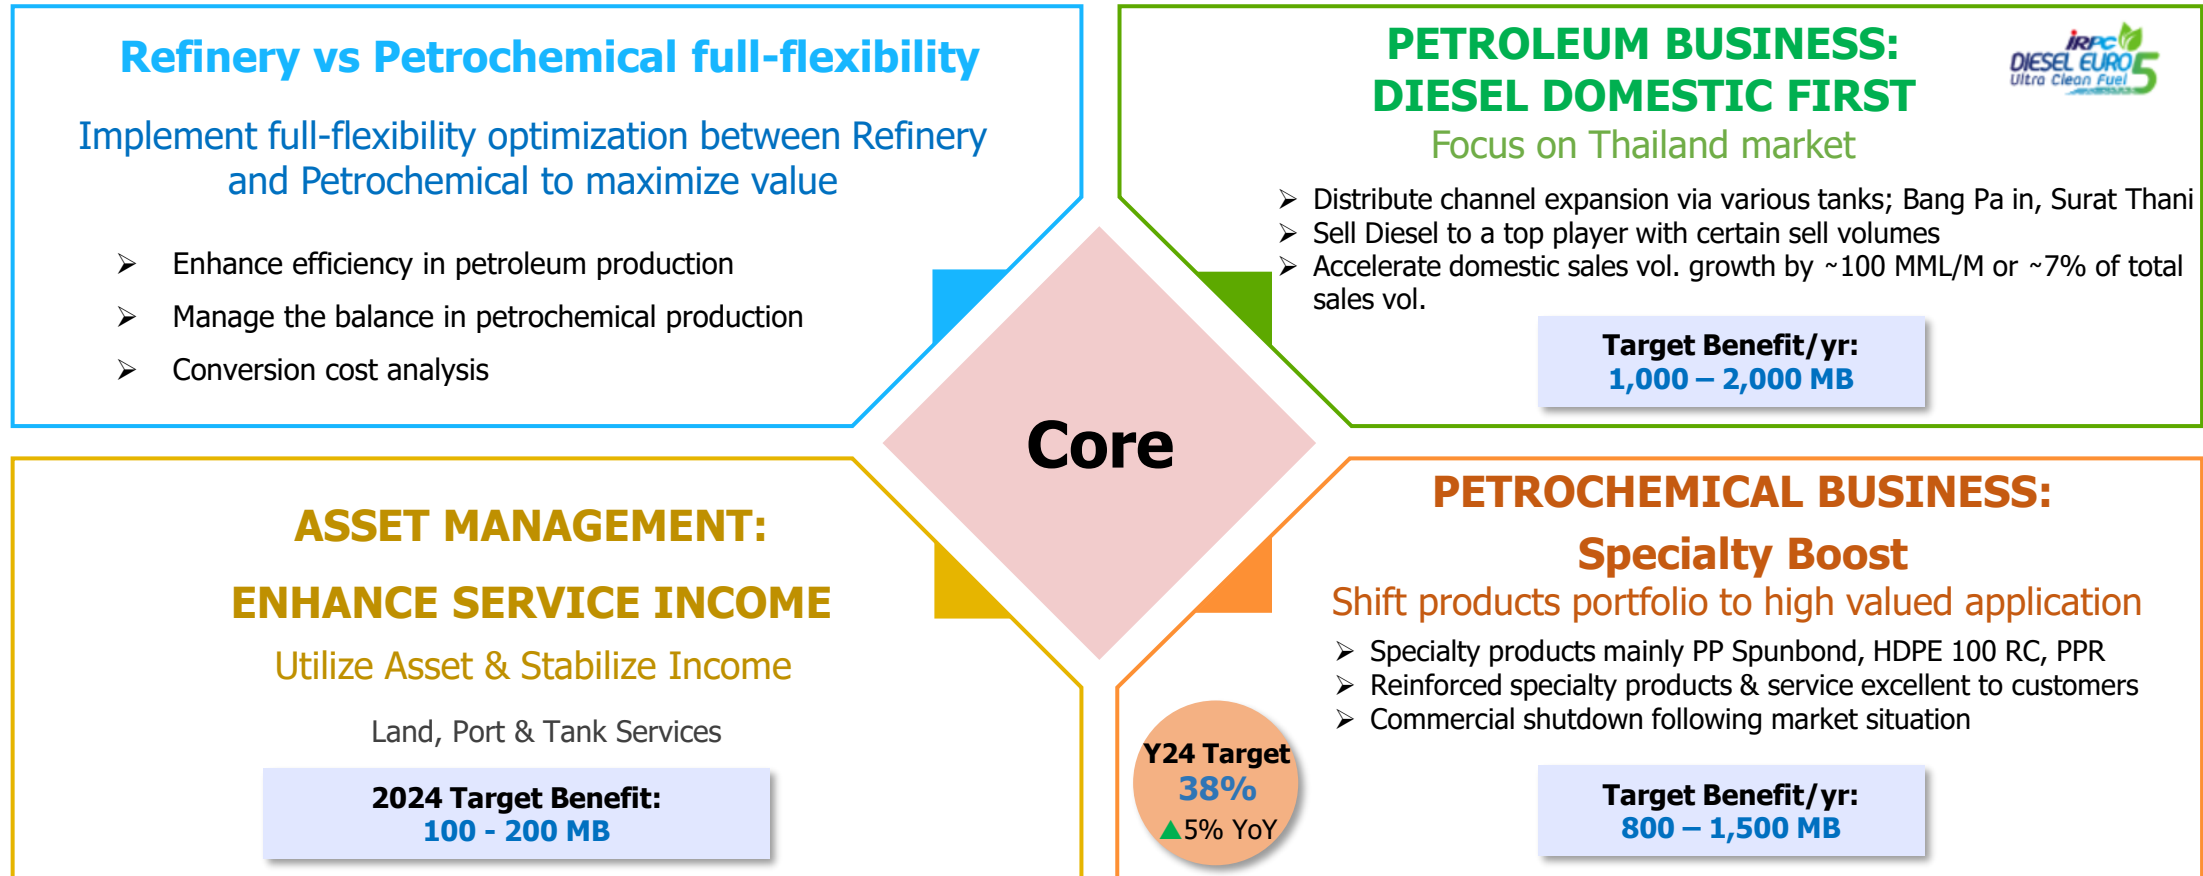 Refinery vs Petrochemical full-flexibility
Implement full-flexibility optimization between Refinery
and Petrochemical to maximize value
➢ Enhance efficiency in petroleum production
➢ Manage the balance in petrochemical production
➢ Conversion cost analysis
PETROLEUM BUSINESS:
DIESEL DOMESTIC FIRST
Focus on Thailand market
iRPC
DIESEL EURO 5
Ultra Clean Fuel
➢ Distribute channel expansion via various tanks; Bang Pa in, Surat Thani
➢ Sell Diesel to a top player with certain sell volumes
➢ Accelerate domestic sales vol. growth by ~100 MML/M or ~7% of total
sales vol.
Target Benefit/yr:
1,000 – 2,000 MB
Core
ASSET MANAGEMENT:
ENHANCE SERVICE INCOME
Utilize Asset & Stabilize Income
Land, Port & Tank Services
2024 Target Benefit:
100 - 200 MB
PETROCHEMICAL BUSINESS:
Specialty Boost
Shift products portfolio to high valued application
➢ Specialty products mainly PP Spunbond, HDPE 100 RC, PPR
➢ Reinforced specialty products & service excellent to customers
➢ Commercial shutdown following market situation
Y24 Target
38%
▲5% YoY
Target Benefit/yr:
800 – 1,500 MB